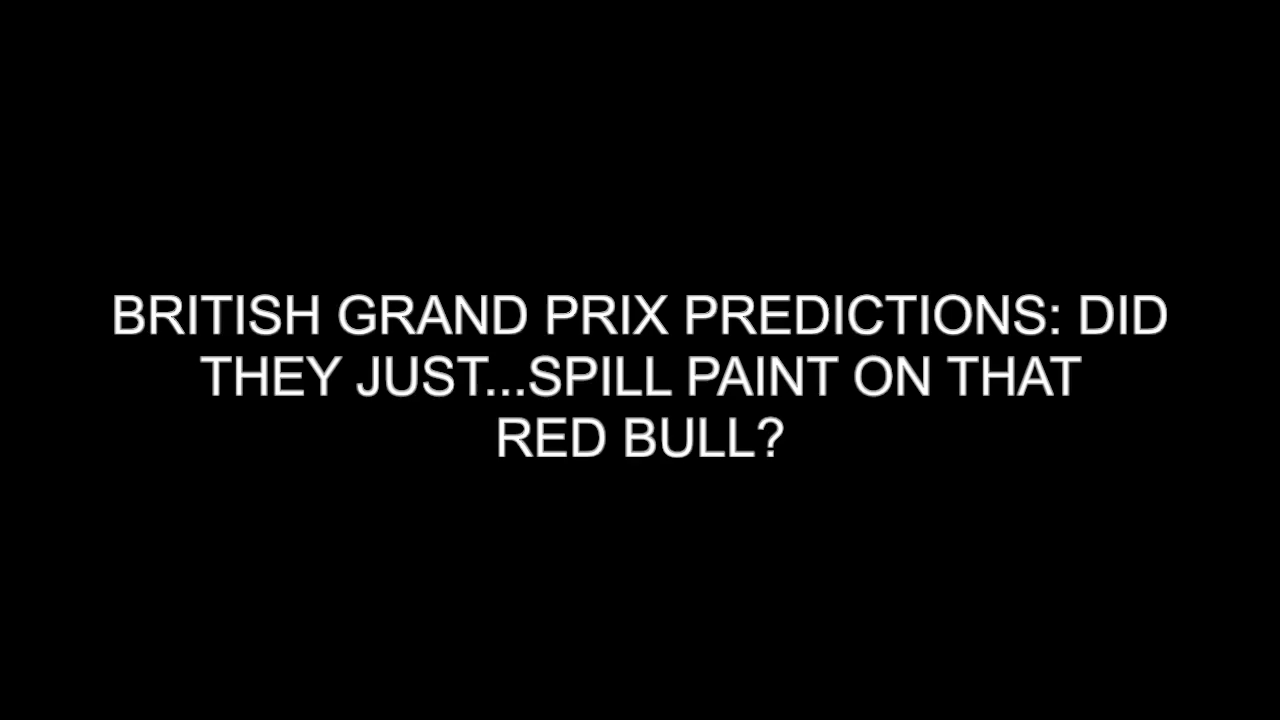 BRITISH GRAND PRIX PREDICTIONS: DID
THEY JUST...SPILL PAINT ON THAT
RED BULL?